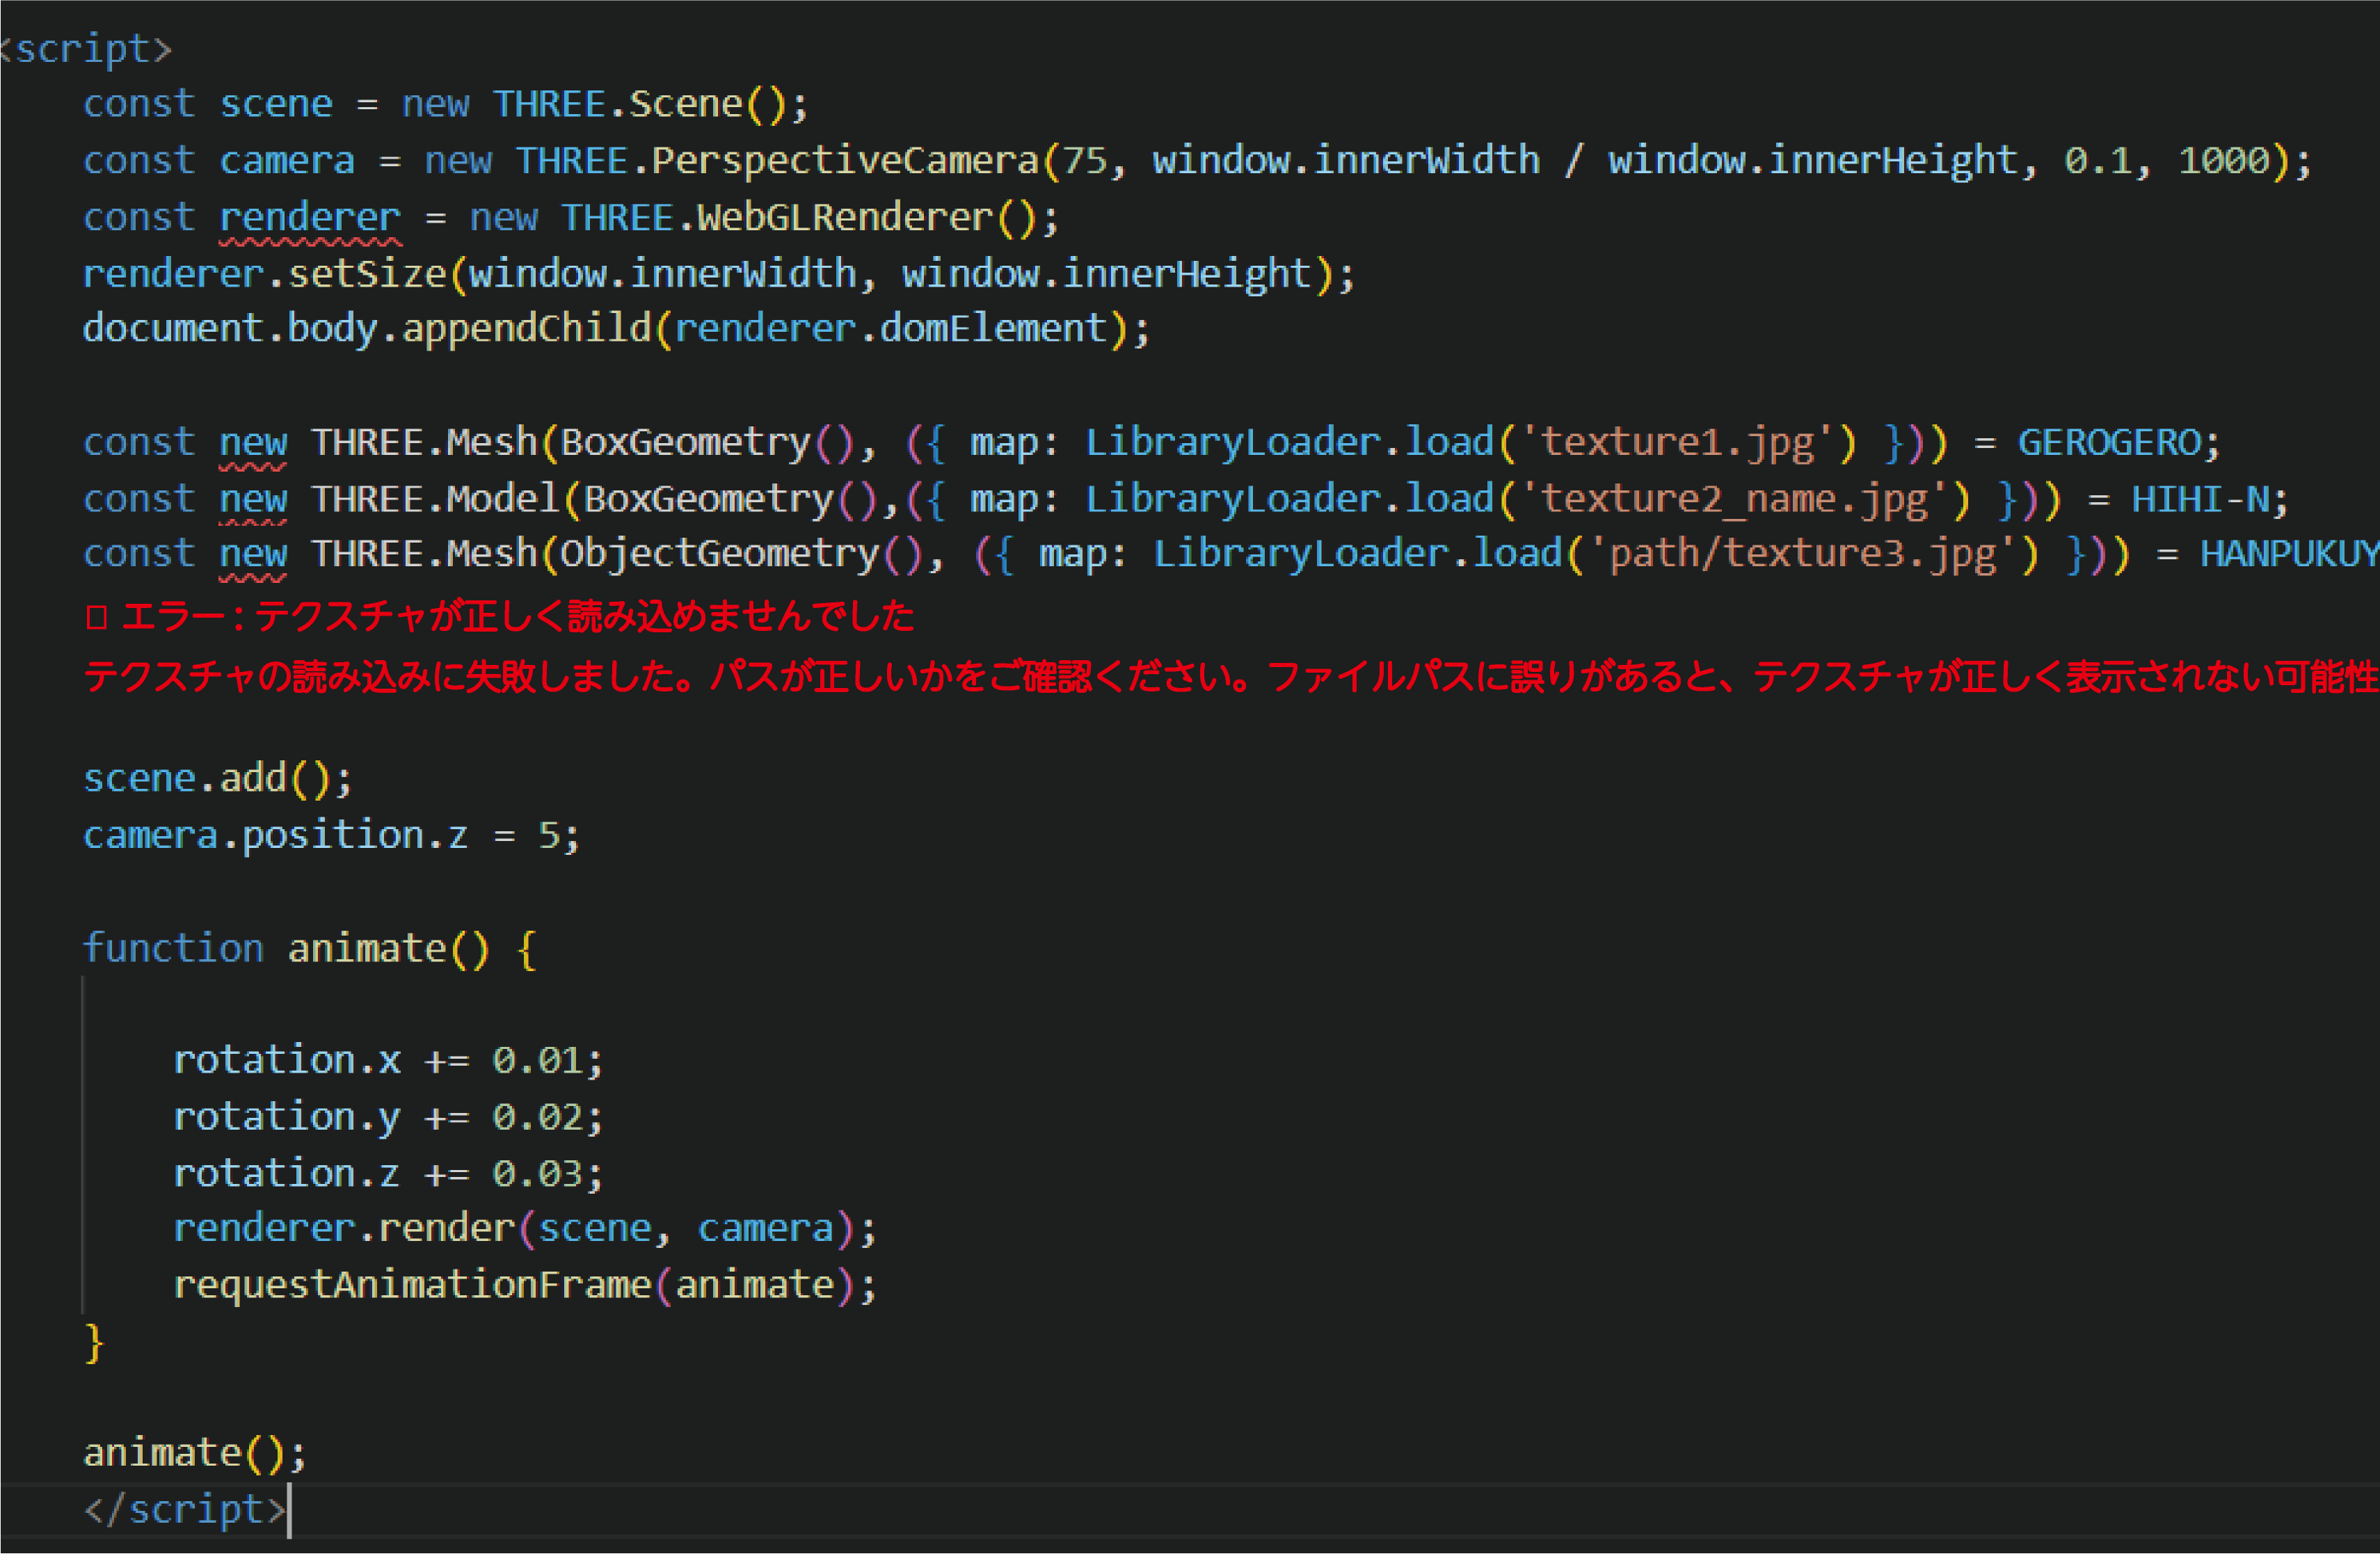 <script>
const scene = new THREE.Scene();
const camera = new THREE.PerspectiveCamera(75, window.innerWidth / window.innerHeight, 0.1, 1000);
const renderer = new THREE.WebGLRenderer();
renderer.setSize(window.innerWidth, window.innerHeight);
document.body.appendChild(renderer.domElement);
const new THREE.Mesh(BoxGeometry(), ({ map: LibraryLoader.load('texture1.jpg') })) = GEROGERO;
const new THREE.Model(BoxGeometry(),({ map: LibraryLoader.load('texture2_name.jpg') })) = HIHI-N;
const new THREE.Mesh(ObjectGeometry(), ({ map: LibraryLoader.load('path/texture3.jpg') })) = HANPUKUY
エラー：テクスチャが正しく読み込めませんでした
テクスチャの読み込みに失敗しました。パスが正しいかをご確認ください。ファイルパスに誤りがあると、テクスチャが正しく表示されない可能性
scene.add();
camera.position.z = 5;
function animate() {
rotation.x += 0.01;
rotation.y += 0.02;
rotation.z += 0.03;
renderer.render(scene, camera);
requestAnimationFrame(animate);
}
animate();
</script>